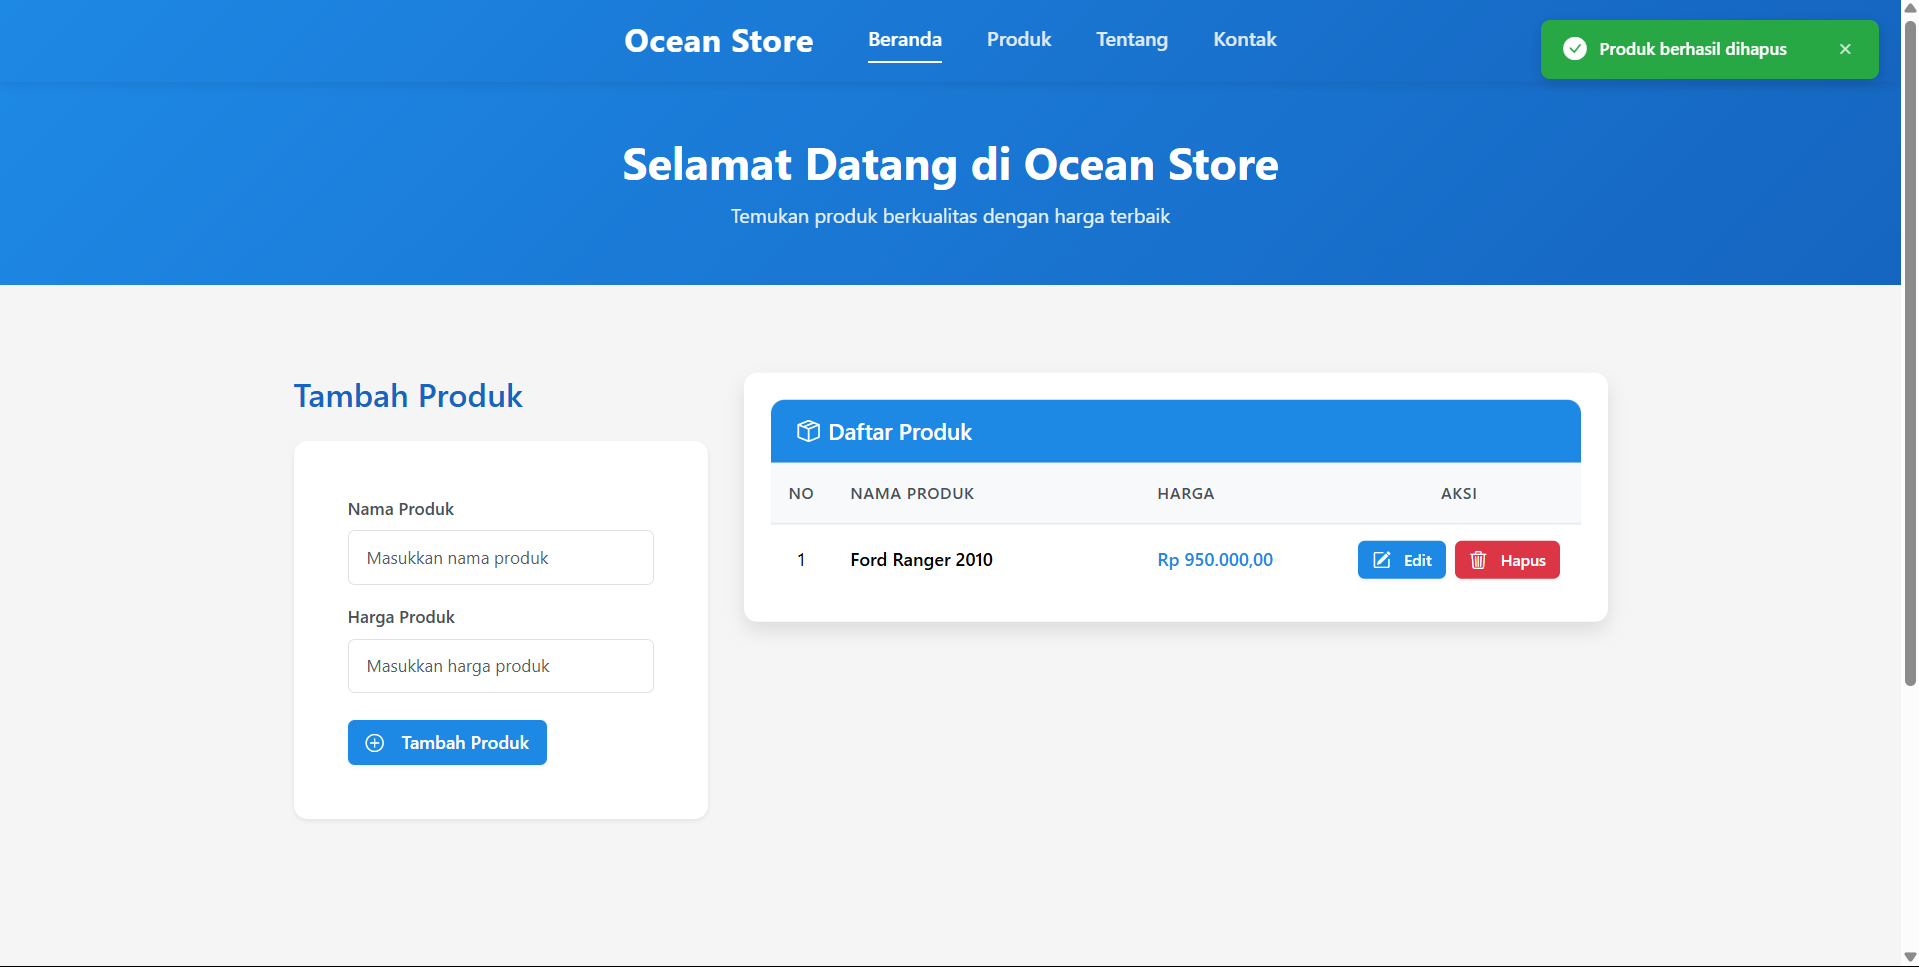 Ocean Store
Beranda
Produk
Tentang
Kontak
Produk berhasil dihapus
Selamat Datang di Ocean Store
Temukan produk berkualitas dengan harga terbaik
Tambah Produk
Nama Produk
Masukkan nama produk
Harga Produk
Masukkan harga produk
Tambah Produk
Daftar Produk
NO NAMA PRODUK HARGA AKSI
1 Ford Ranger 2010 Rp 950.000,00 Edit Hapus